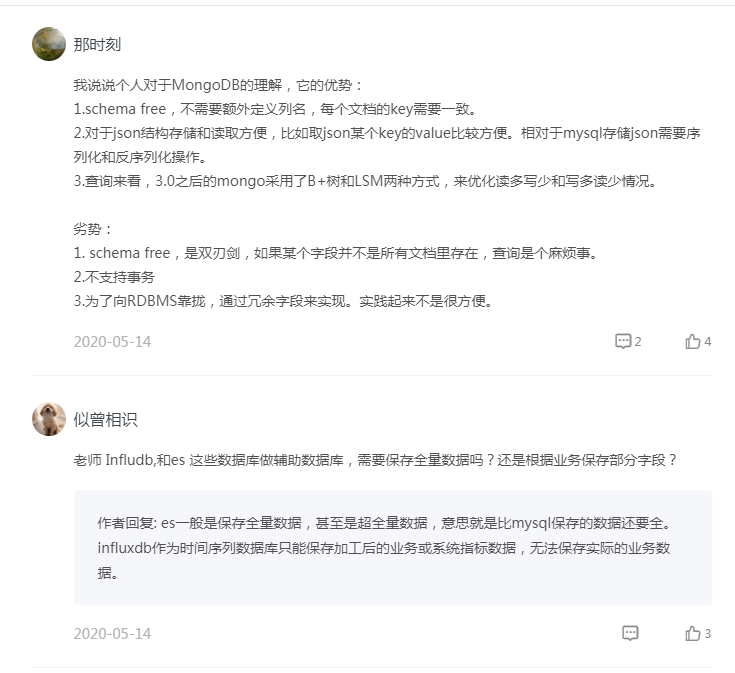 那时刻
我说说个人对于MongoDB的理解，它的优势：
1.schema free，不需要额外定义列名，每个文档的key需要一致。
2.对于json结构存储和读取方便，比如取json某个key的value比较方便。相对于mysql存储json需要序
列化和反序列化操作。
3.查询来看，3.0之后的mongo采用了B+树和LSM两种方式，来优化读多写少和写多读少情况。
劣势：
1. schema free，是双刃剑，如果某个字段并不是所有文档里存在，查询是个麻烦事。
2.不支持事务
3.为了向RDBMS靠拢，通过冗余字段来实现。实践起来不是很方便。
2020-05-14 2 4
似曾相识
老师 Infludb,和es 这些数据库做辅助数据库，需要保存全量数据吗？还是根据业务保存部分字段？
作者回复: es一般是保存全量数据，甚至是超全量数据，意思就是比mysql保存的数据还要全。
influxdb作为时间序列数据库只能保存加工后的业务或系统指标数据，无法保存实际的业务数
据。
2020-05-14 3